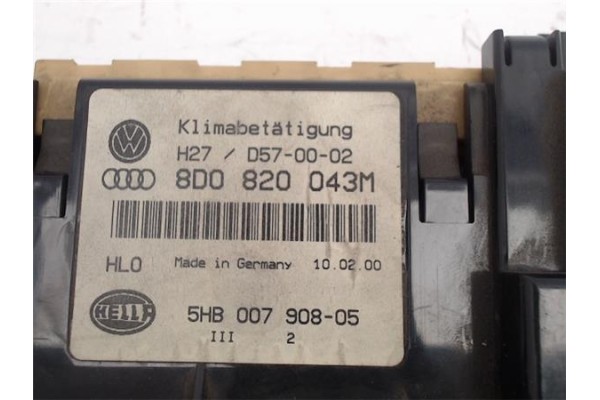 Klimabetätigung
H27 / D57-00-02
8D0 820 043M
HLO Made in Germany 10.02.00
HELLA 5HB 007 908-05
III 2